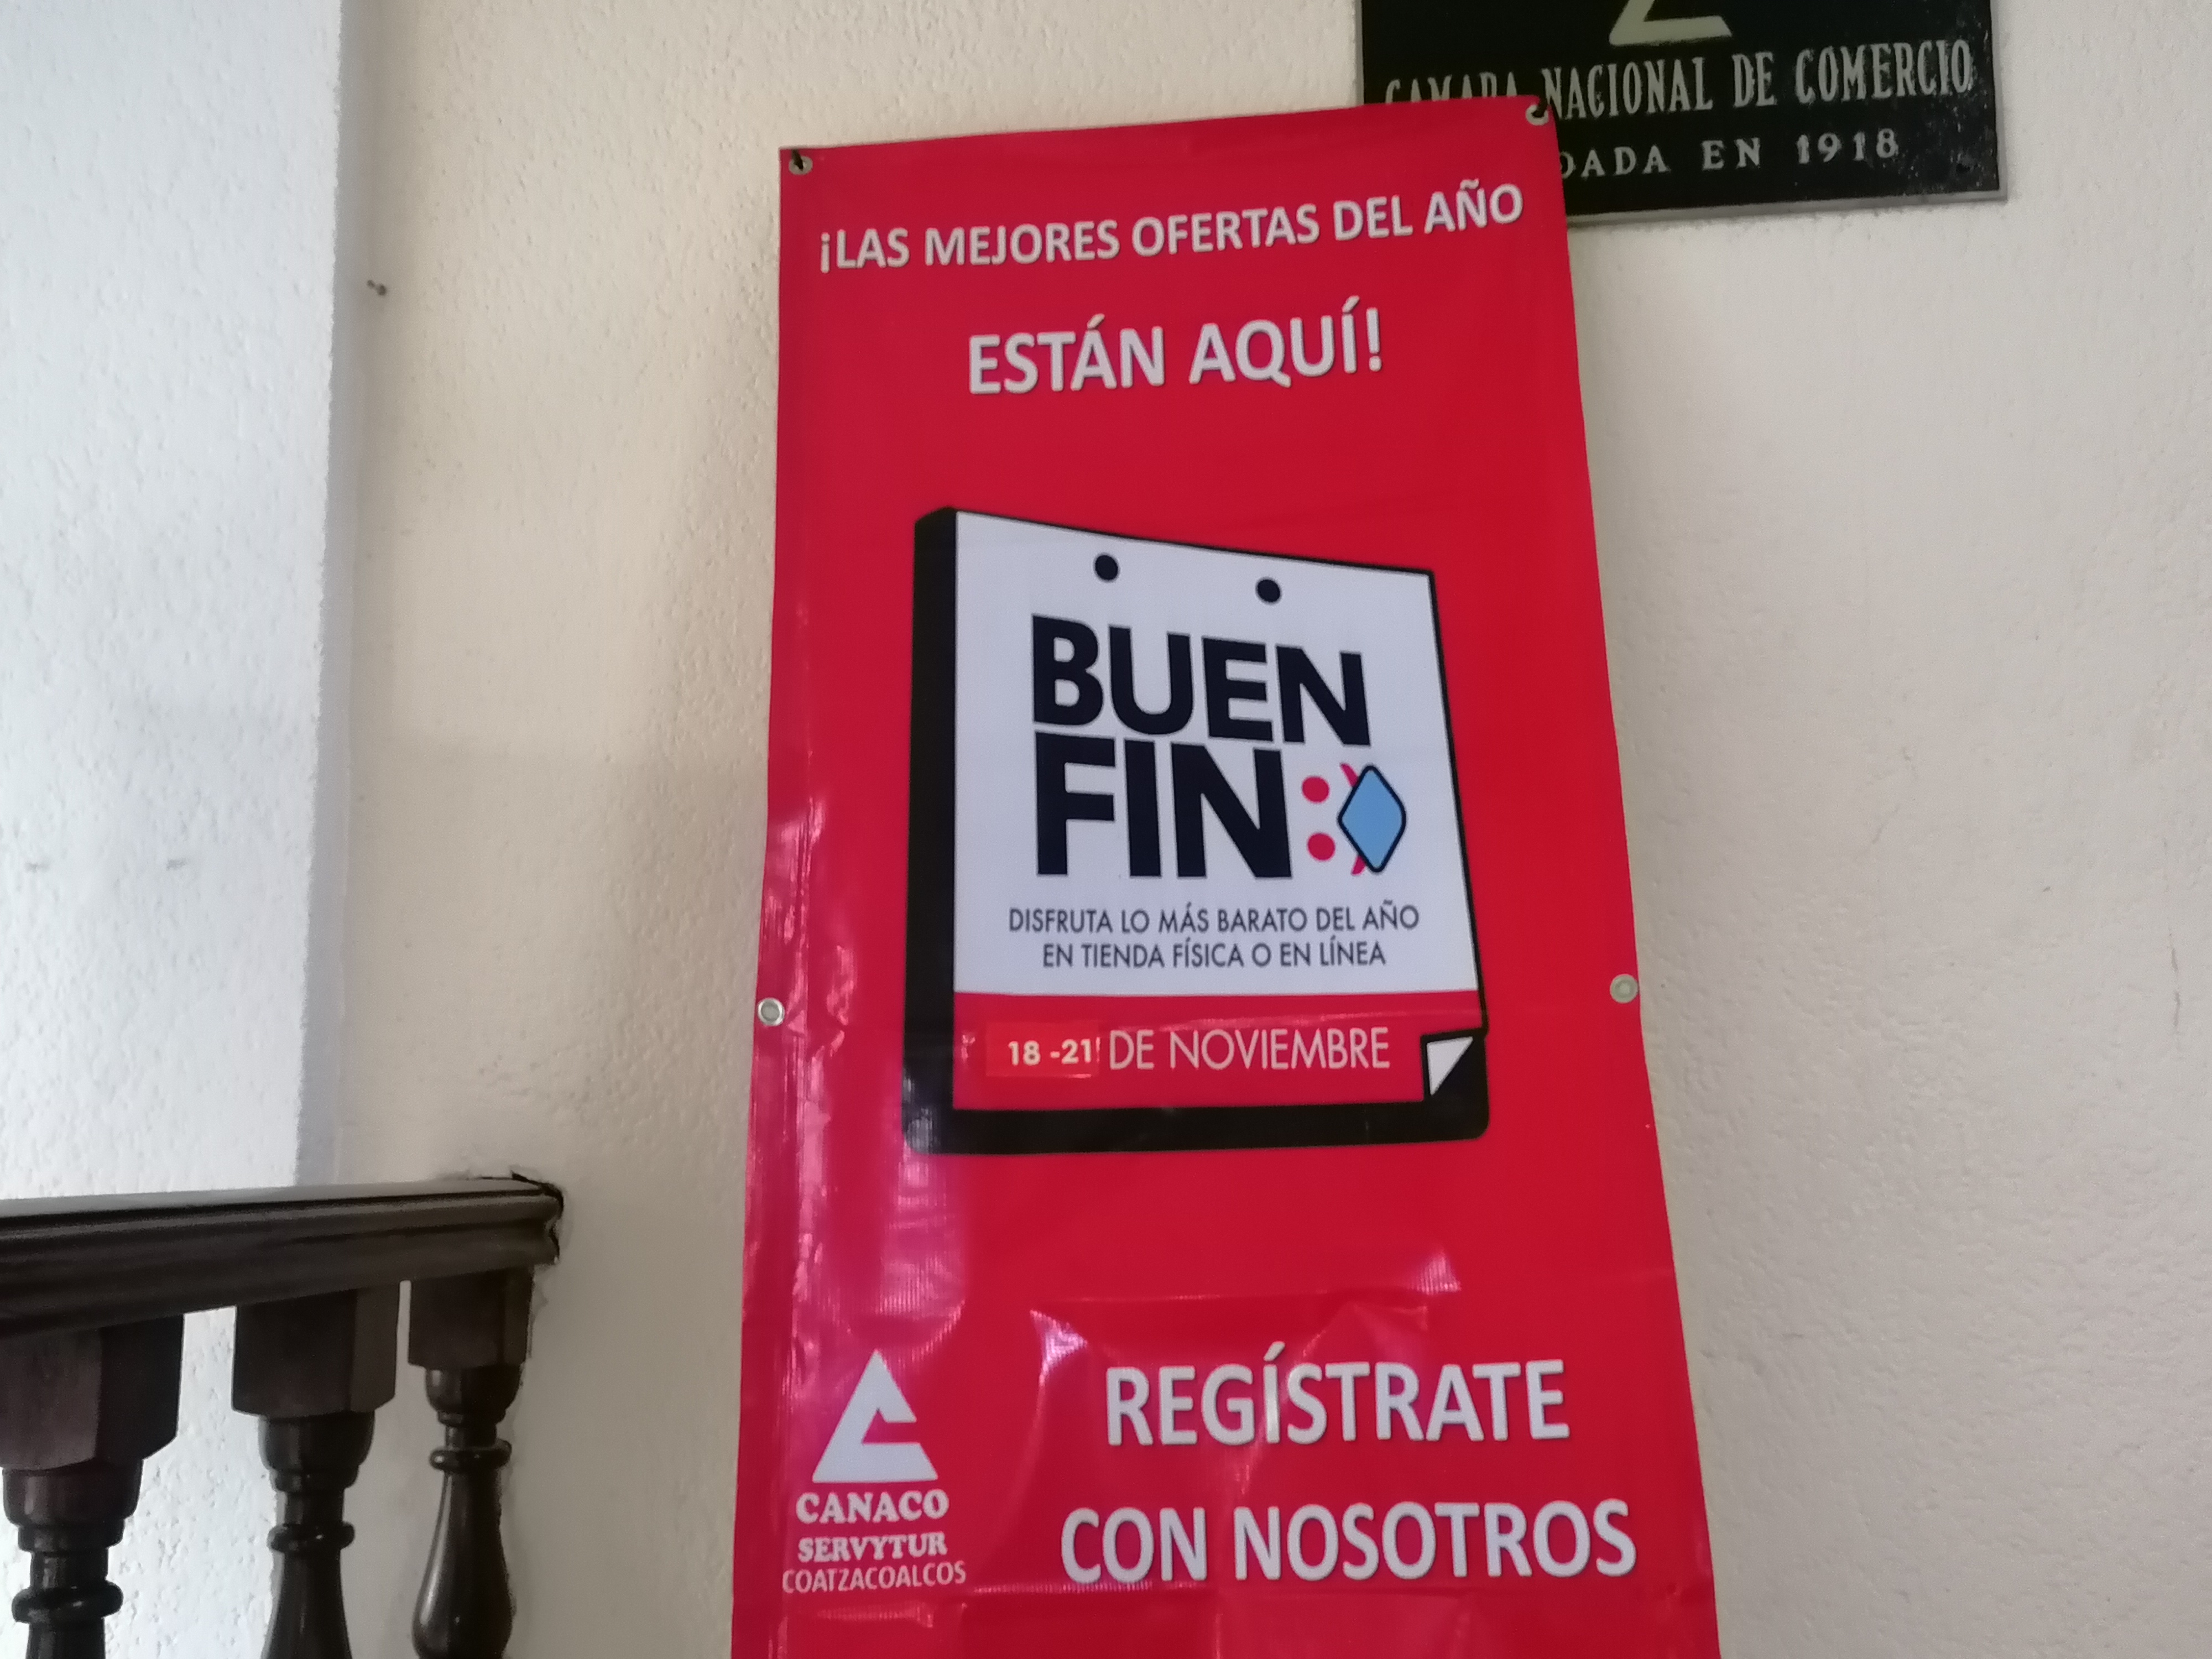 CAMARA NACIONAL DE COMERCIO
EN 1918
¡LAS MEJORES OFERTAS DEL AÑO
ESTÁN AQUÍ!
BUEN
FIN
DISFRUTA LO MÁS BARATO DEL AÑO
EN TIENDA FÍSICA O EN LÍNEA
18 -21 DE NOVIEMBRE
REGÍSTRATE
CON NOSOTROS
CANACO
SERVYTUR
COATZACOALCOS